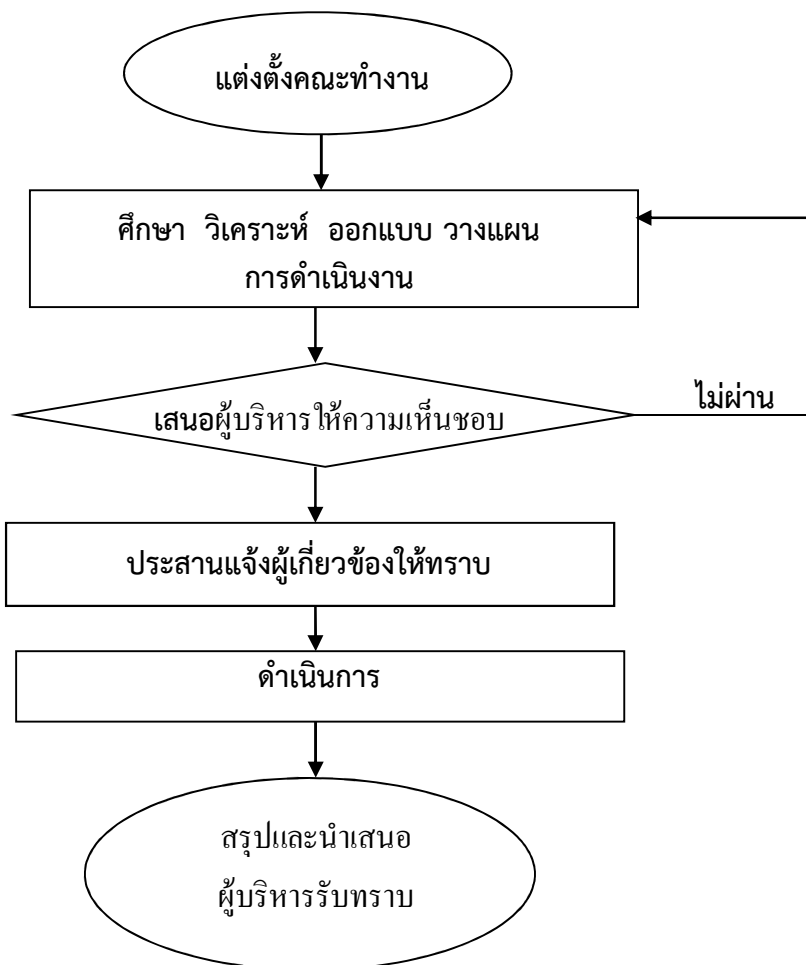 แต่งตั้งคณะทำงาน
ศึกษา วิเคราะห์ ออกแบบ วางแผน
การดำเนินงาน
เสนอผู้บริหารให้ความเห็นชอบ
ไม่ผ่าน
ประสานแจ้งผู้เกี่ยวข้องให้ทราบ
ดำเนินการ
สรุปและนำเสนอ
ผู้บริหารรับทราบ